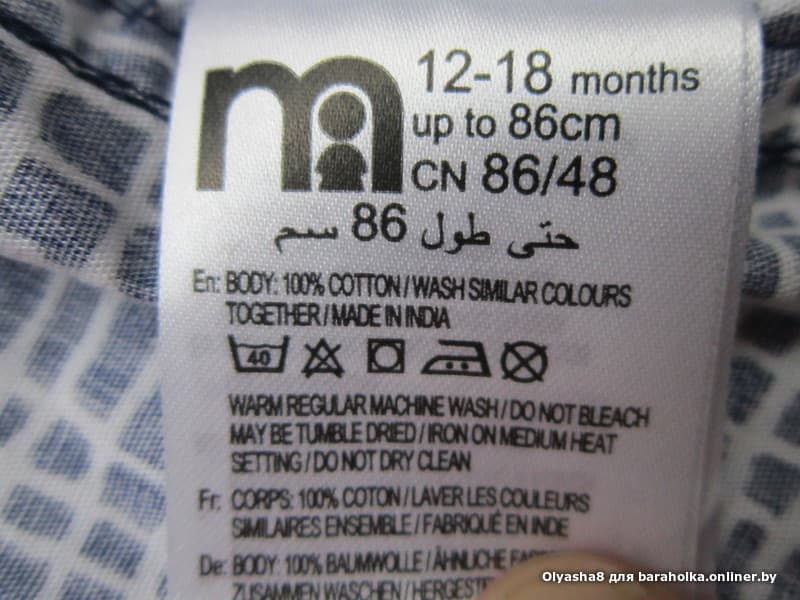 12-18 months
up to 86cm
CN 86/48
حتى طول 86 سم
En: BODY: 100% COTTON / WASH SIMILAR COLOURS
TOGETHER / MADE IN INDIA
40
WARM REGULAR MACHINE WASH / DO NOT BLEACH
MAY BE TUMBLE DRIED / IRON ON MEDIUM HEAT
SETTING / DO NOT DRY CLEAN
Fr: CORPS: 100% COTON / LAVER LES COULEURS
SIMILAIRES ENSEMBLE / FABRIQUÉ EN INDE
De: BODY: 100% BAUMWOLLE / ÄHNLICHE
ZUSAMMEN WASCHEN /
Olyasha8 для baraholka.onliner.by